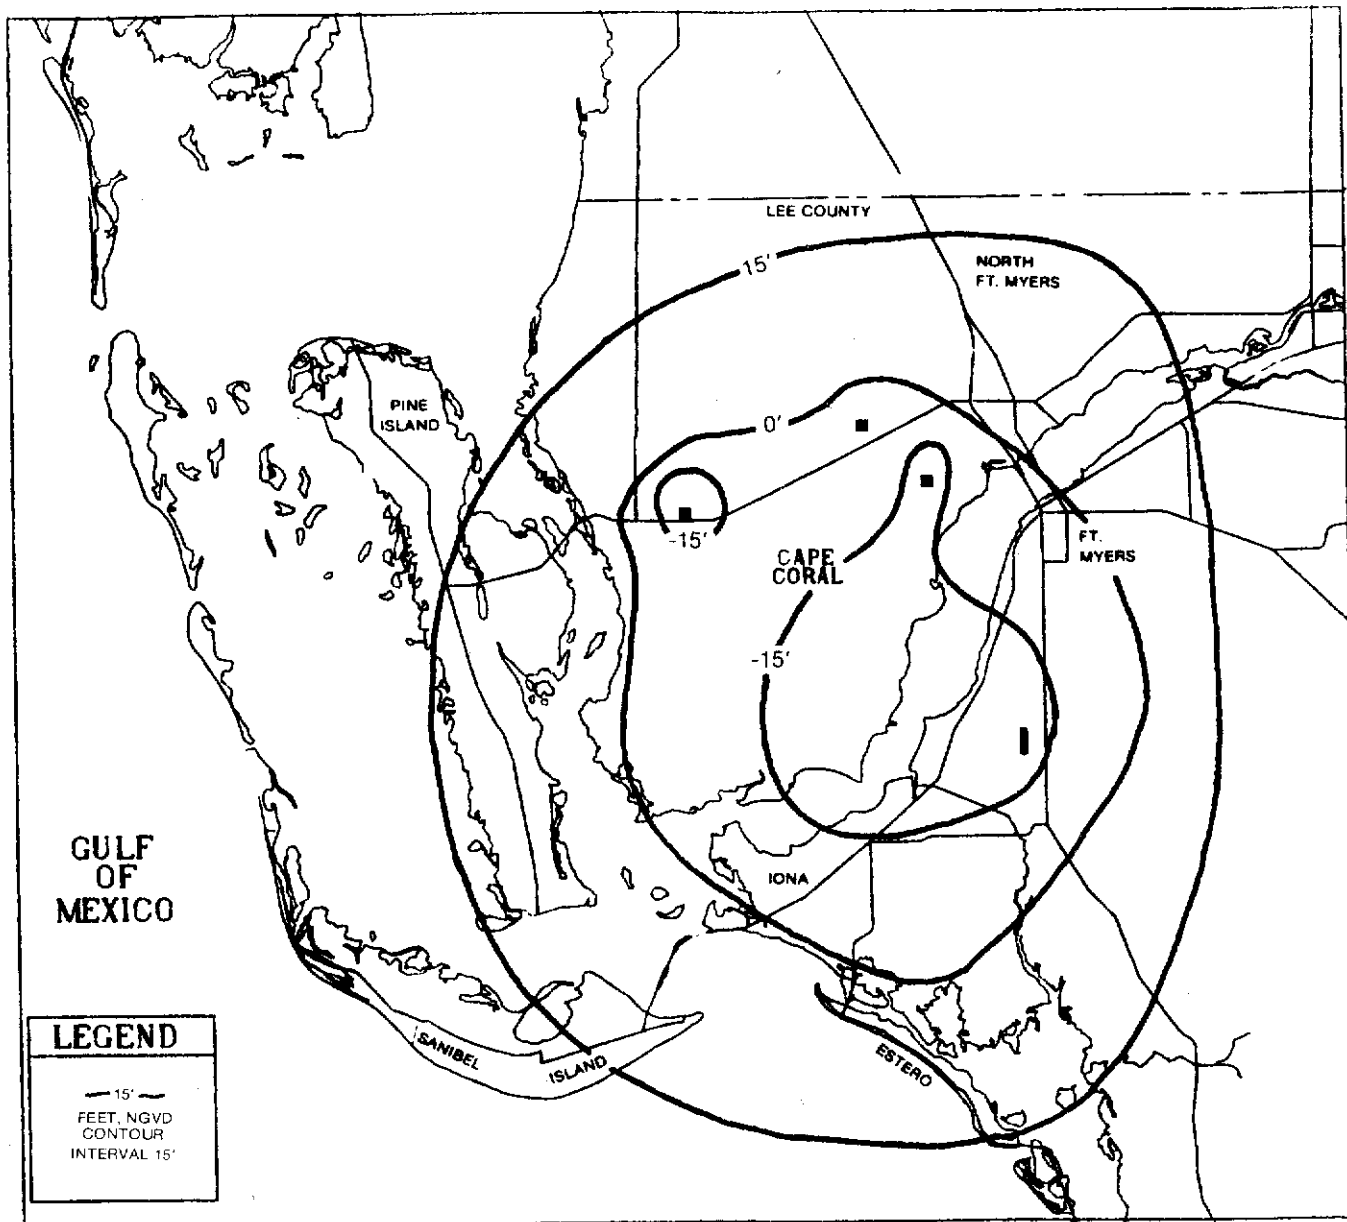 LEE COUNTY
15'
NORTH
FT. MYERS
PINE
ISLAND
0'
-15'
FT.
MYERS
CAPE
CORAL
-15'
GULF
OF
MEXICO
IONA
SANIBEL
ISLAND
ESTERO
LEGEND
15'
FEET, NGVD
CONTOUR
INTERVAL 15'